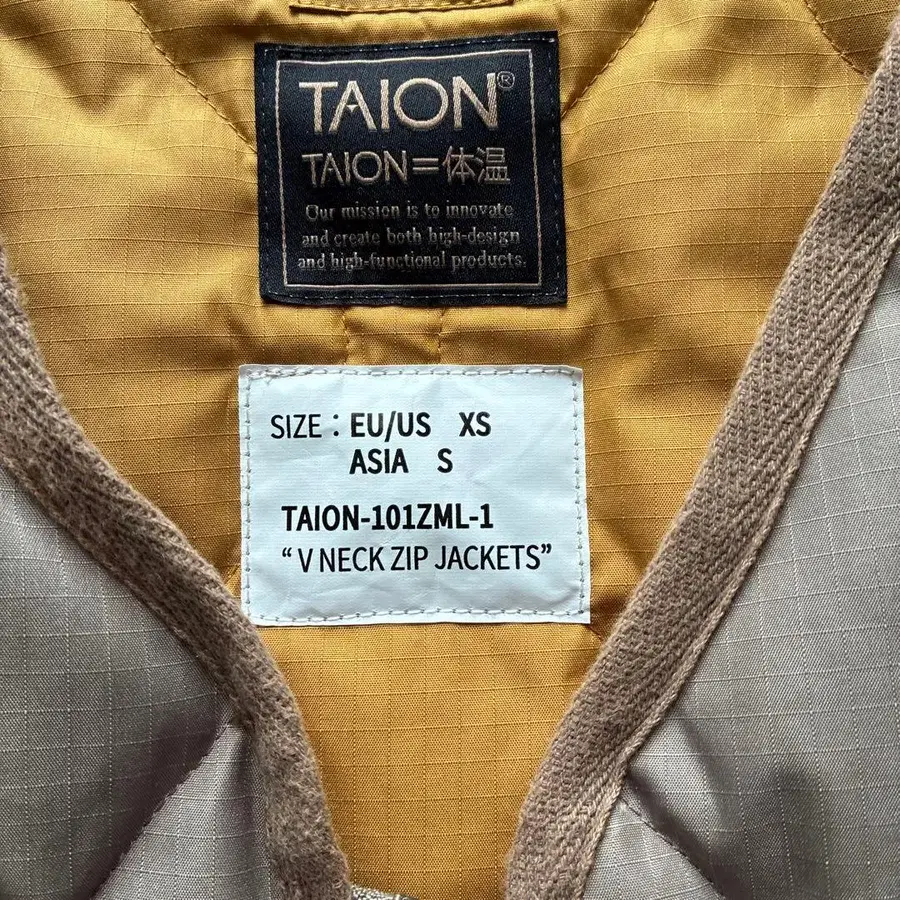 TAION®
TAION=体温
Our mission is to innovate
and create both high-design
and high-functional products.
SIZE : EU/US XS
ASIA S
TAION-101ZML-1
“V NECK ZIP JACKETS”